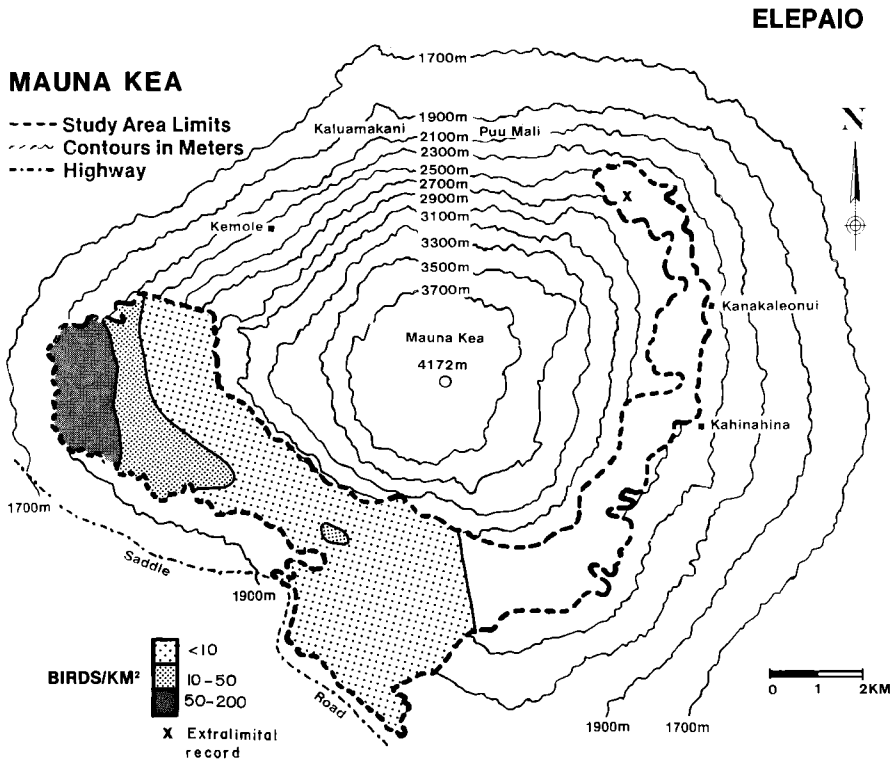 ELEPAIO
MAUNA KEA
Study Area Limits
Contours in Meters
Highway
N
1700m
1900m
Kaluamakani
Puu Mali
2100m
2300m
2500m
2700m
2900m
3100m
3300m
3500m
3700m
X
Kemole
Kanakaleonui
Mauna Kea
4172m
Kahinahina
1700m
Saddle
1900m
Road
BIRDS/KM²
<10
10-50
50-200
X Extralimital
record
0 1 2KM
1900m
1700m